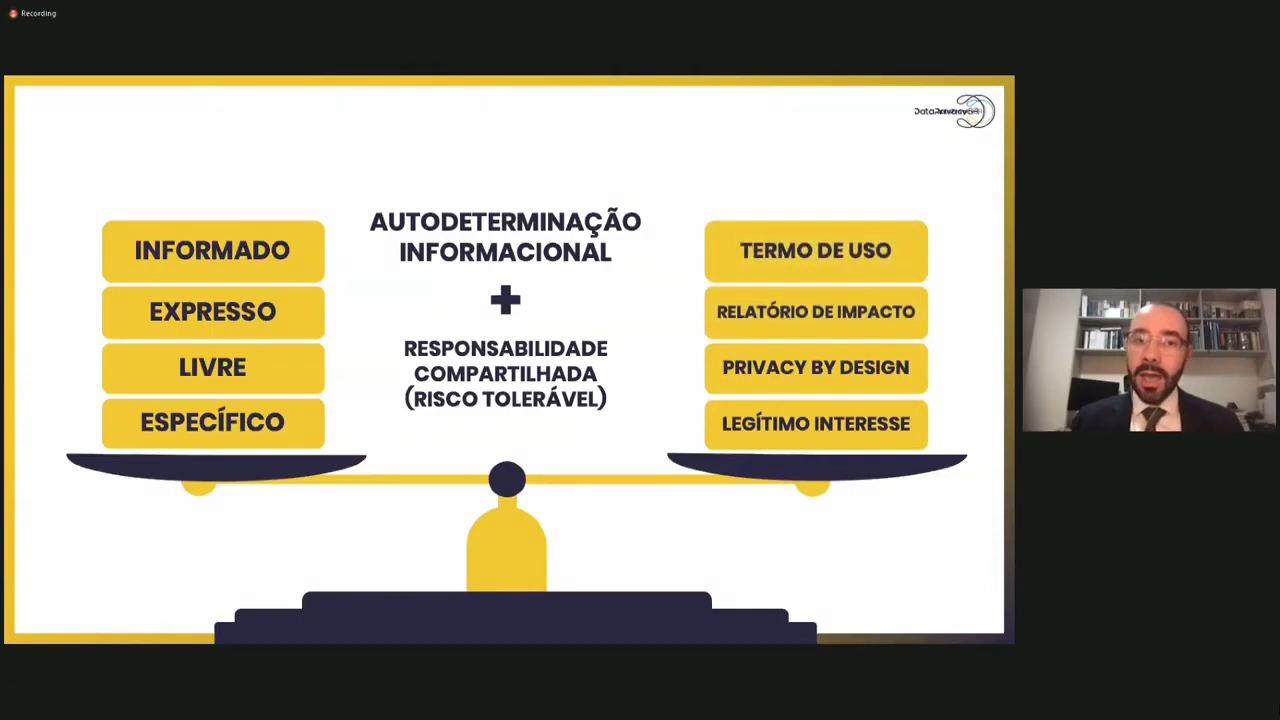 Recording
INFORMADO
EXPRESSO
LIVRE
ESPECÍFICO
AUTODETERMINAÇÃO
INFORMACIONAL
+
RESPONSABILIDADE
COMPARTILHADA
(RISCO TOLERÁVEL)
TERMO DE USO
RELATÓRIO DE IMPACTO
PRIVACY BY DESIGN
LEGÍTIMO INTERESSE